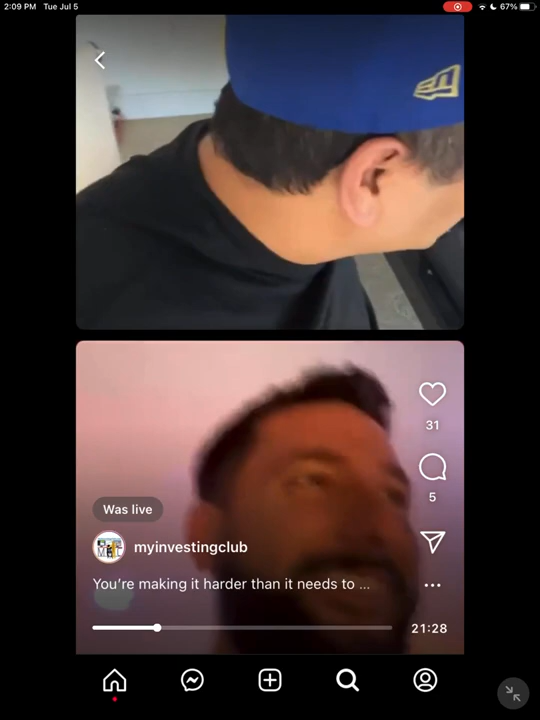 2:09 PM Tue Jul 5
67%
31
5
Was live
myinvestingclub
You're making it harder than it needs to ...
21:28